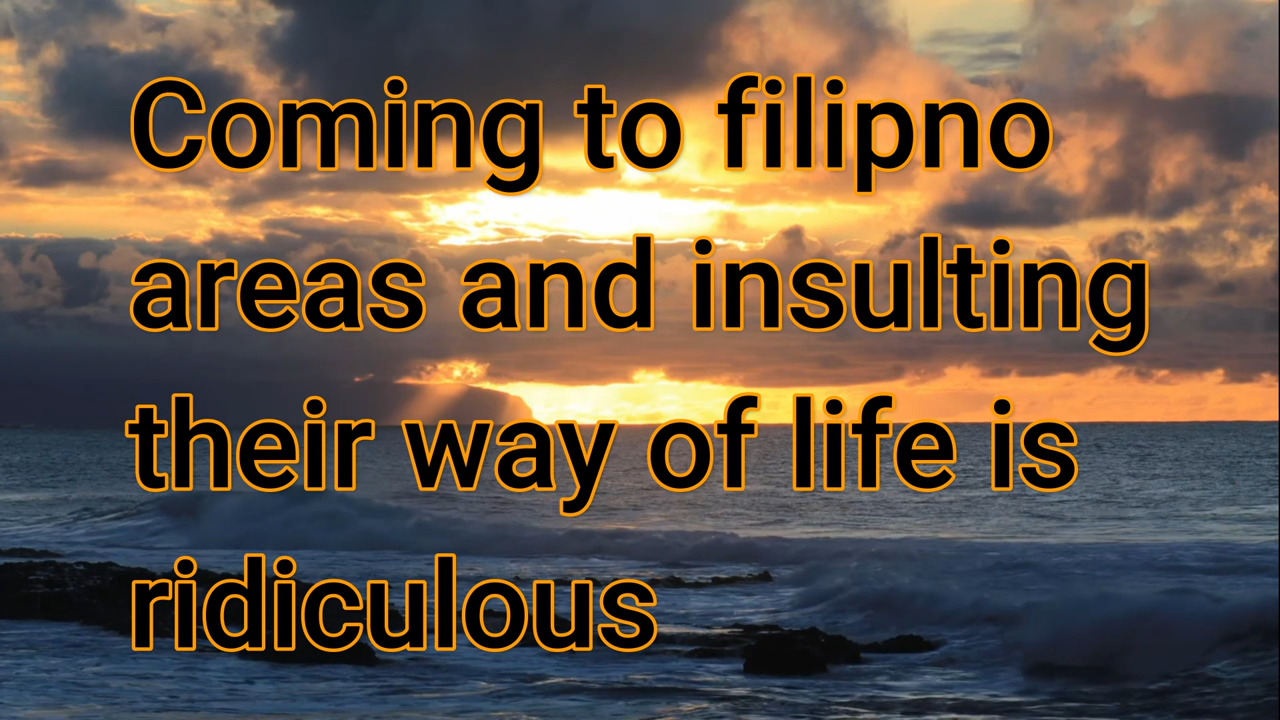 Coming to filipno
areas and insulting
their way of life is
ridiculous